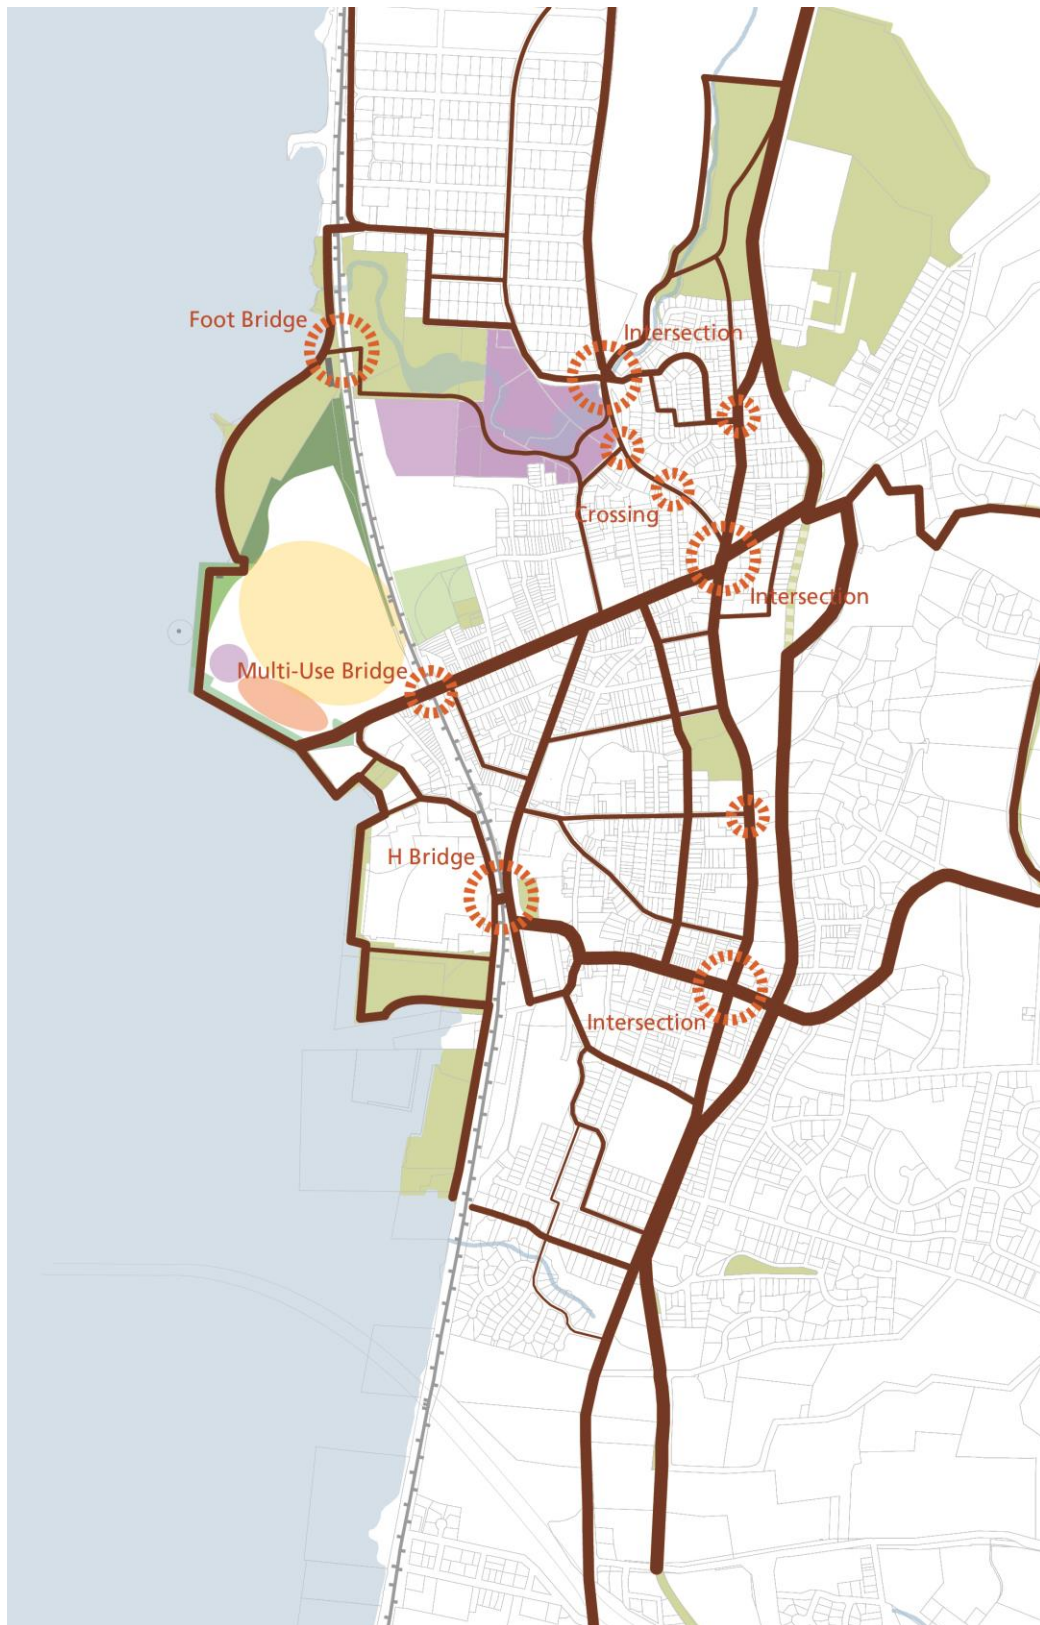 Foot Bridge
Intersection
Crossing
Intersection
Multi-Use Bridge
H Bridge
Intersection